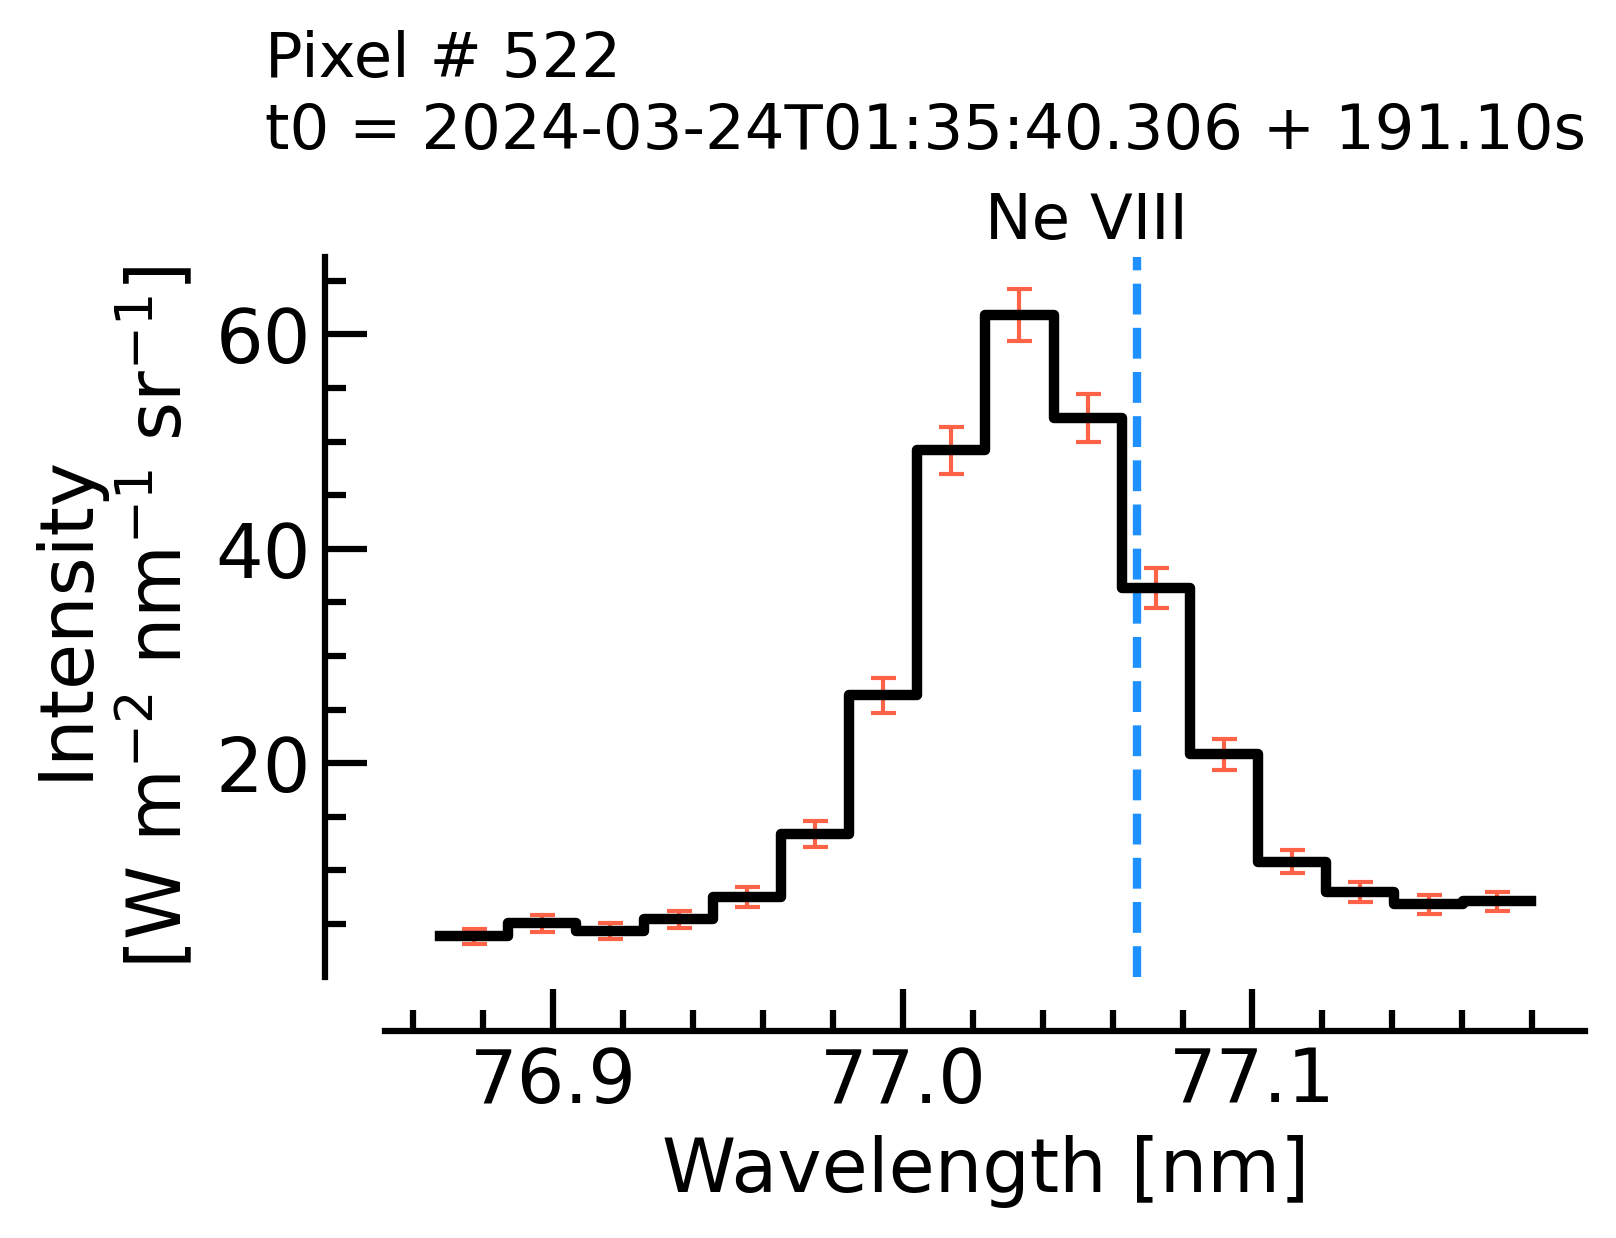 Pixel # 522
t0 = 2024-03-24T01:35:40.306 + 191.10s
Ne VIII
Intensity
[W m⁻² nm⁻¹ sr⁻¹]
60
40
20
76.9 77.0 77.1
Wavelength [nm]